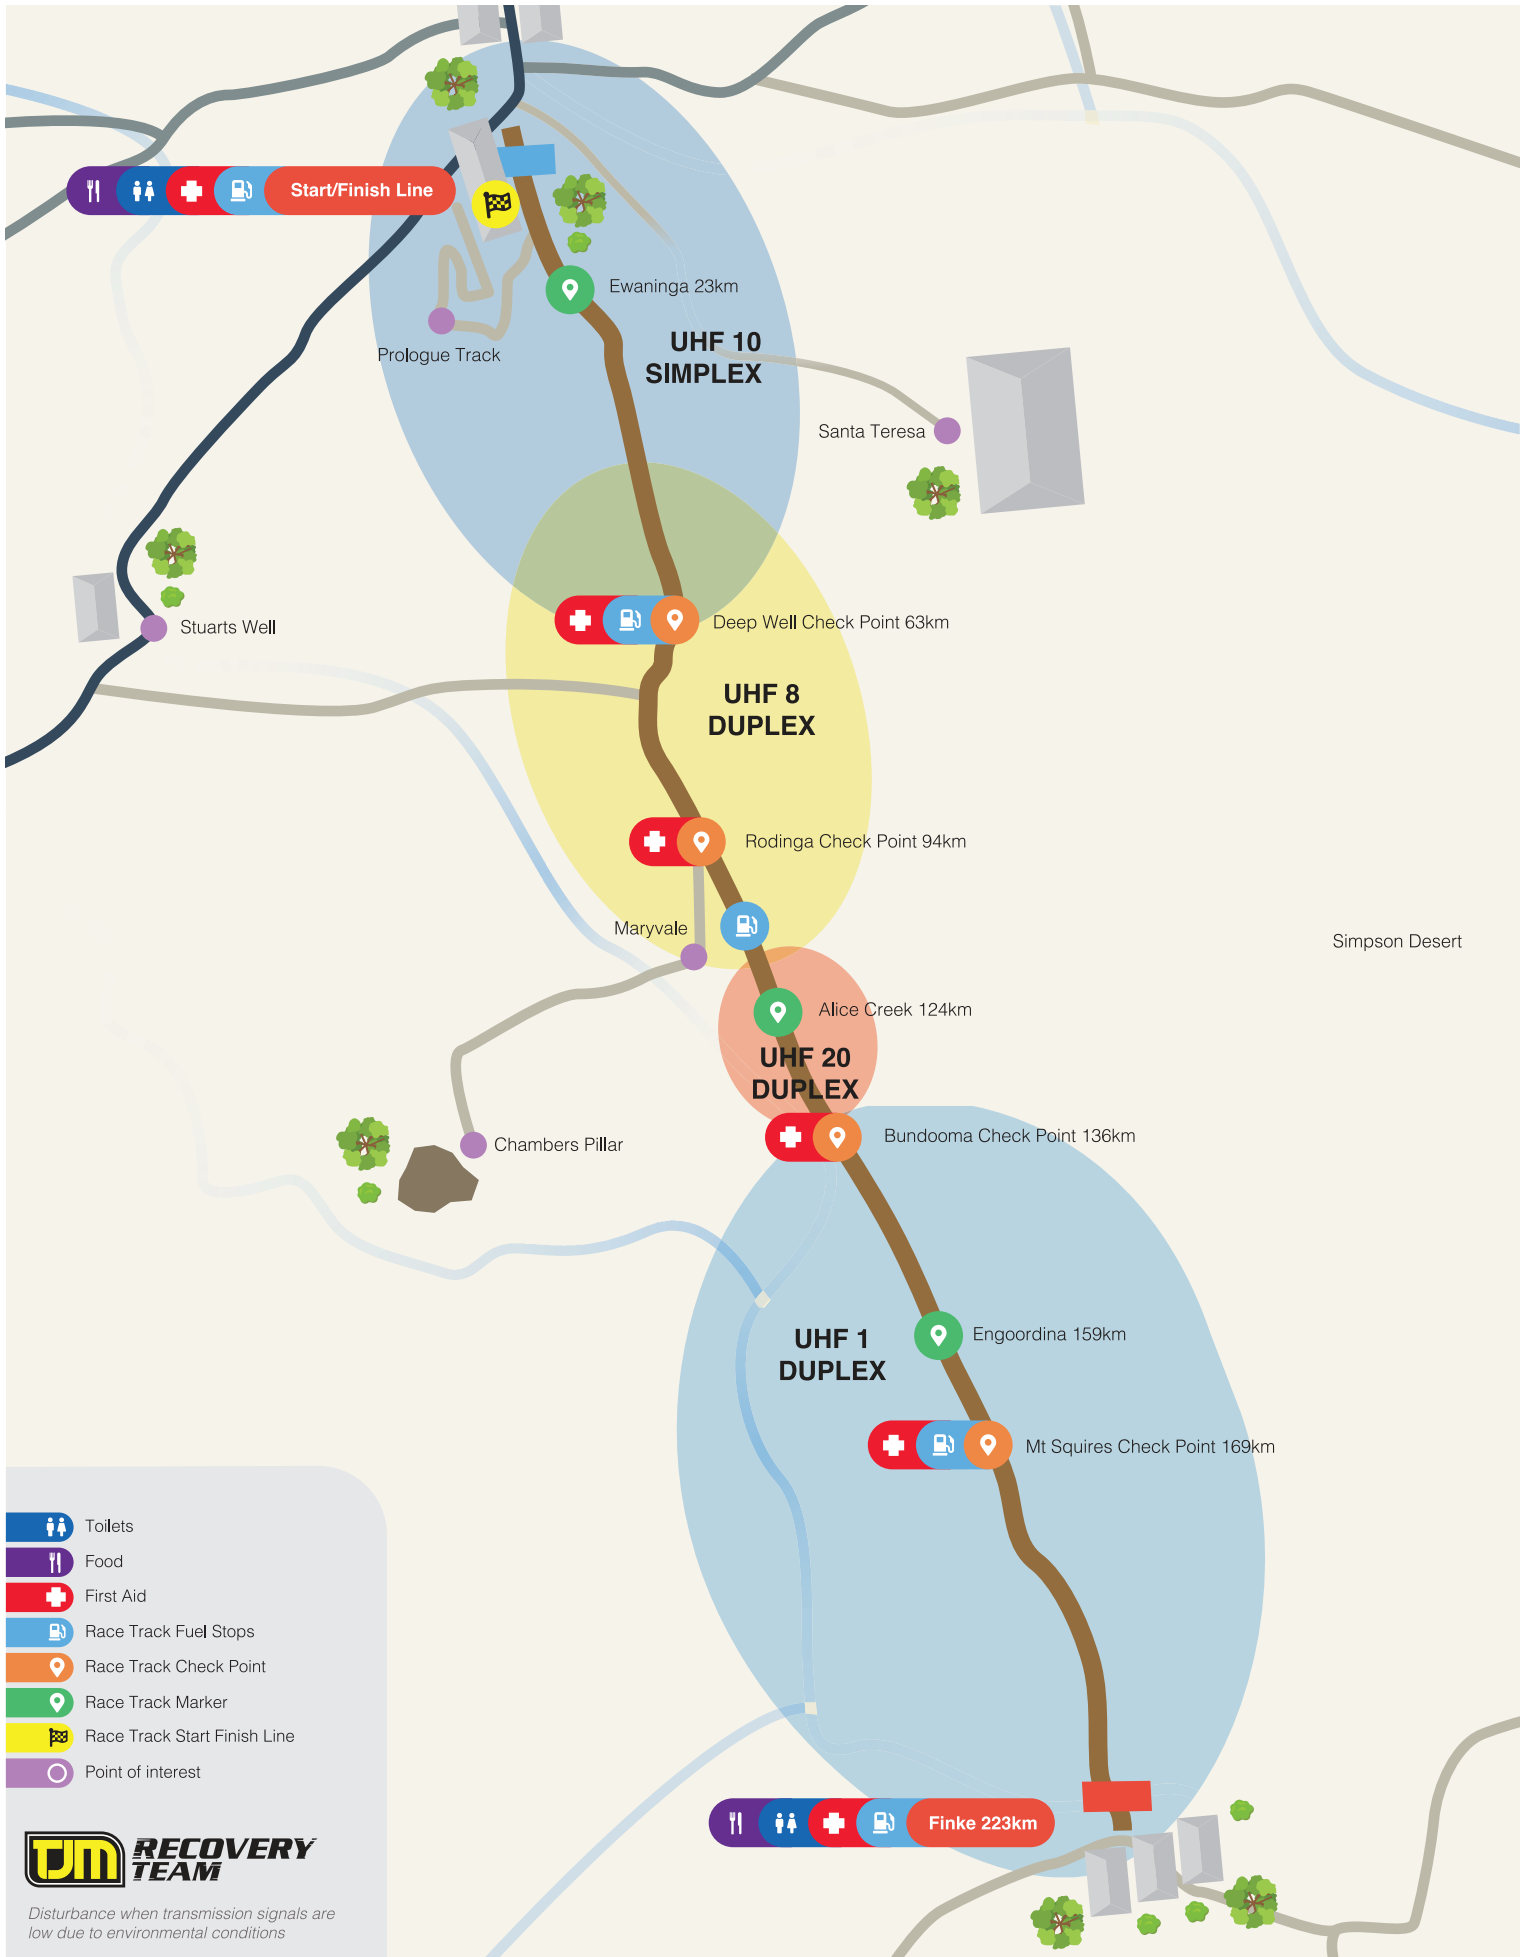 Start/Finish Line
Ewaninga 23km
UHF 10
SIMPLEX
Prologue Track
Santa Teresa
Stuarts Well
Deep Well Check Point 63km
UHF 8
DUPLEX
Rodinga Check Point 94km
Maryvale
Simpson Desert
Alice Creek 124km
UHF 20
DUPLEX
Bundooma Check Point 136km
Chambers Pillar
UHF 1
DUPLEX
Engoordina 159km
Mt Squires Check Point 169km
Toilets
Food
First Aid
Race Track Fuel Stops
Race Track Check Point
Race Track Marker
Race Track Start Finish Line
Point of interest
Finke 223km
TJM RECOVERY
TEAM
Disturbance when transmission signals are
low due to environmental conditions